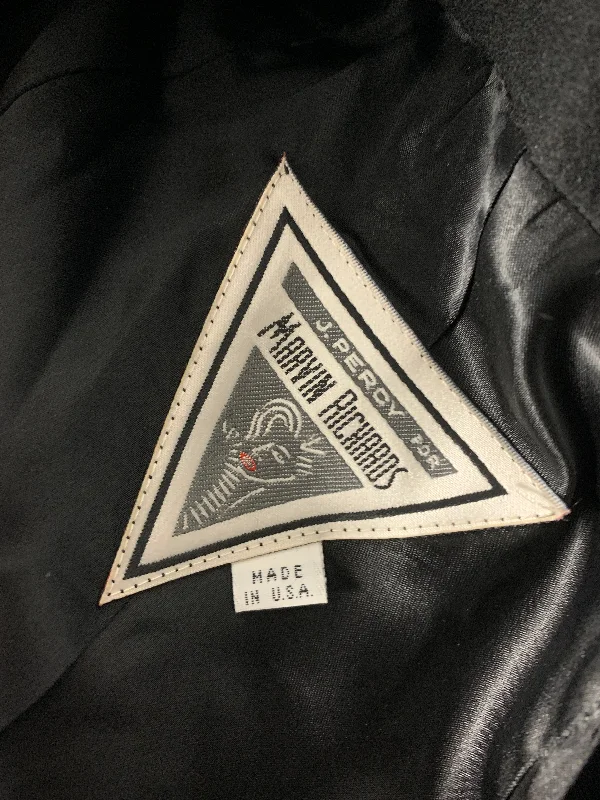 J. PERCY FOR
MARVIN RICHARDS
MADE
IN U.S.A.